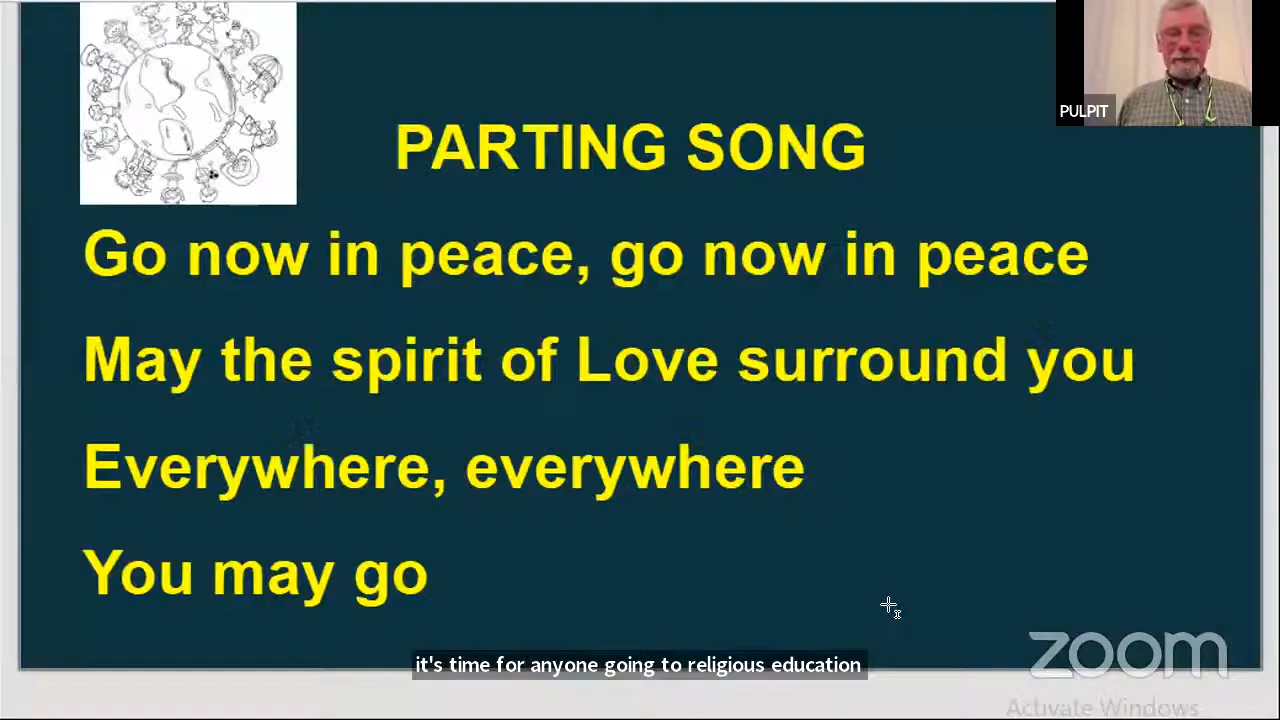 PULPIT
PARTING SONG
Go now in peace, go now in peace
May the spirit of Love surround you
Everywhere, everywhere
You may go
it's time for anyone going to religious education
zoom
Activate Windows